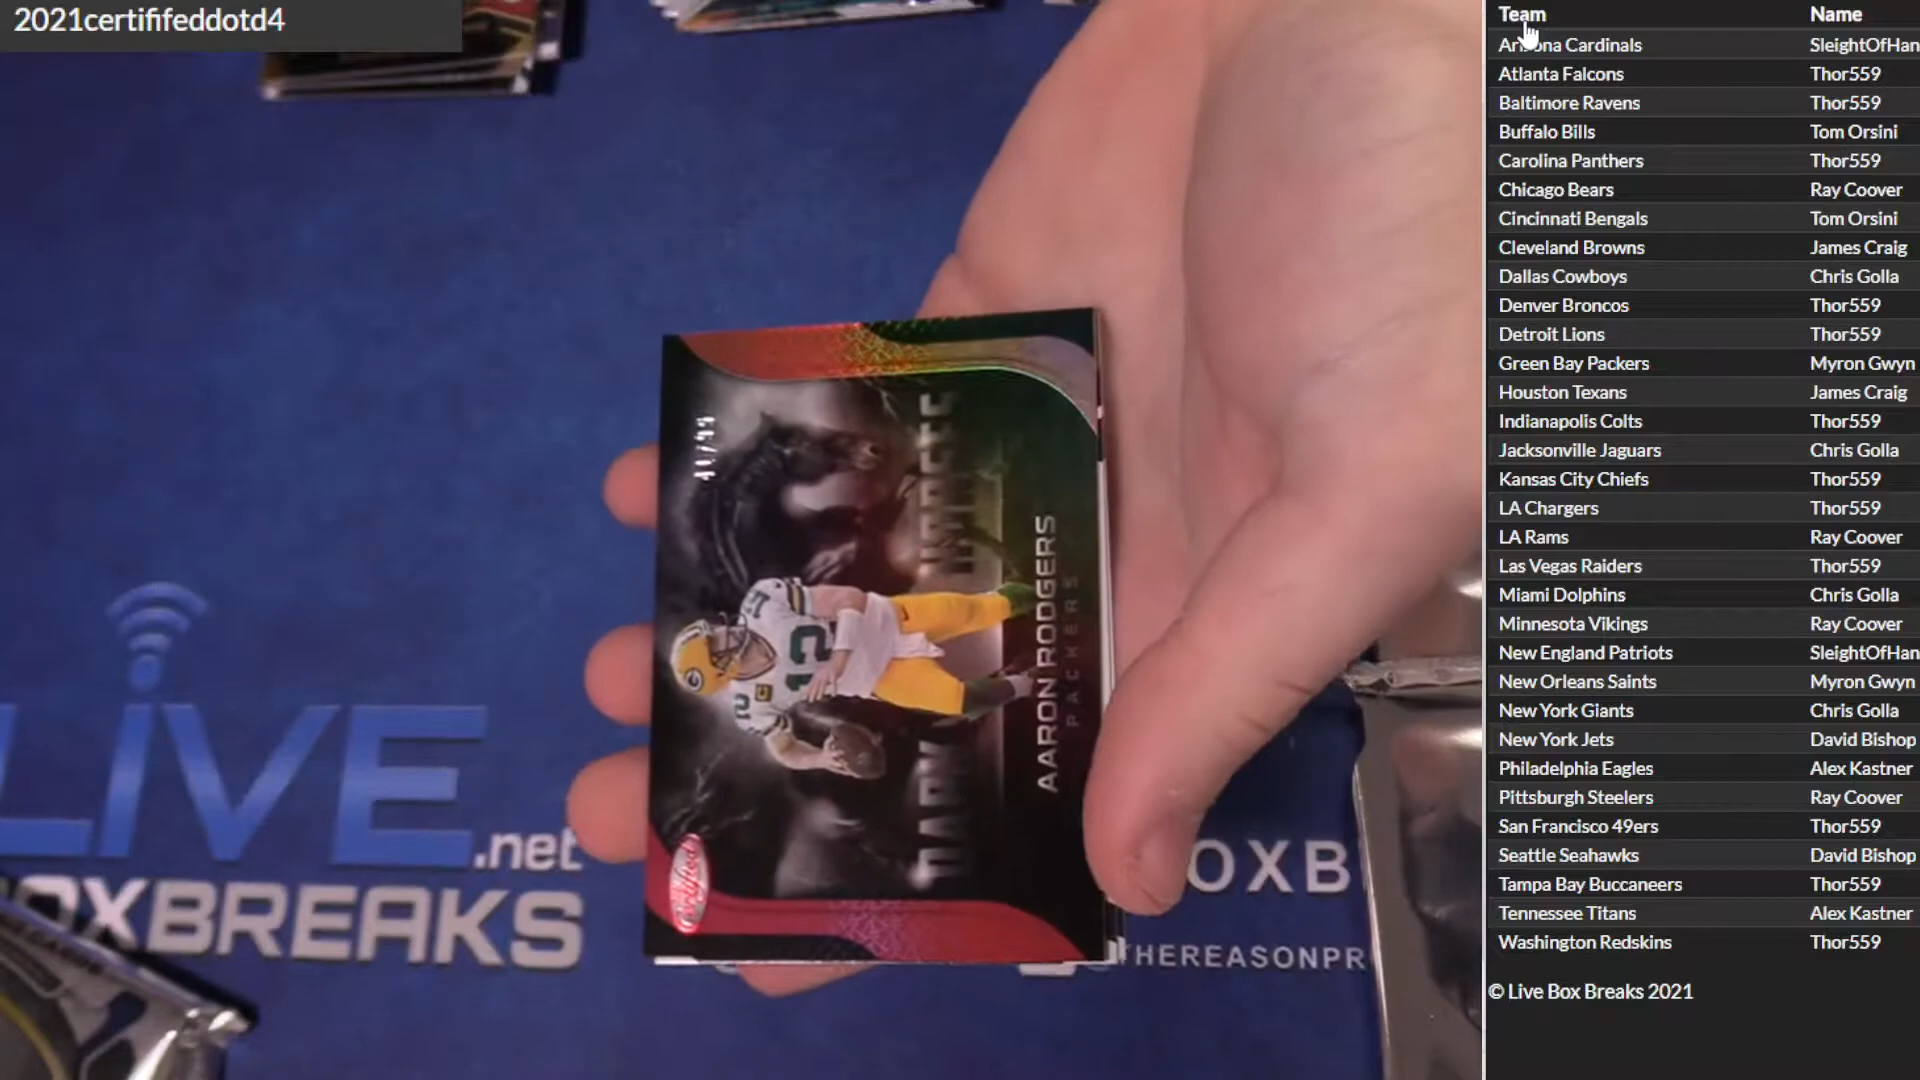 2021certififeddotd4
Team Name
Arizona Cardinals SleightOfHan
Atlanta Falcons Thor559
Baltimore Ravens Thor559
Buffalo Bills Tom Orsini
Carolina Panthers Thor559
Chicago Bears Ray Coover
Cincinnati Bengals Tom Orsini
Cleveland Browns James Craig
Dallas Cowboys Chris Golla
Denver Broncos Thor559
Detroit Lions Thor559
Green Bay Packers Myron Gwyn
Houston Texans James Craig
Indianapolis Colts Thor559
Jacksonville Jaguars Chris Golla
Kansas City Chiefs Thor559
LA Chargers Thor559
LA Rams Ray Coover
Las Vegas Raiders Thor559
Miami Dolphins Chris Golla
Minnesota Vikings Ray Coover
New England Patriots SleightOfHan
New Orleans Saints Myron Gwyn
New York Giants Chris Golla
New York Jets David Bishop
Philadelphia Eagles Alex Kastner
Pittsburgh Steelers Ray Coover
San Francisco 49ers Thor559
Seattle Seahawks David Bishop
Tampa Bay Buccaneers Thor559
Tennessee Titans Alex Kastner
Washington Redskins Thor559
© Live Box Breaks 2021
DARK HORSES
AARON RODGERS
PACKERS
12
Certified
LIVE
.net
OXBREAKS
OXB
THEREASONPR